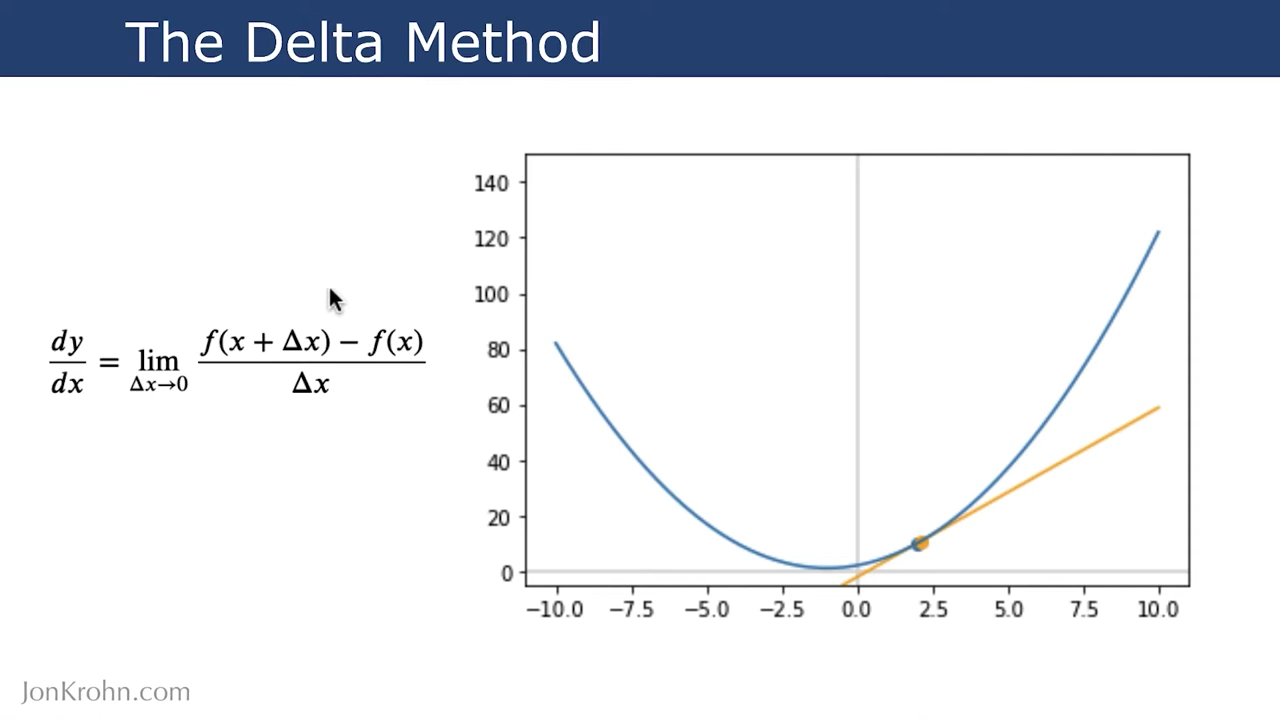 The Delta Method
dy/dx = lim Δx→0 f(x + Δx) − f(x) / Δx
140
120
100
80
60
40
20
0
−10.0 −7.5 −5.0 −2.5 0.0 2.5 5.0 7.5 10.0
JonKrohn.com